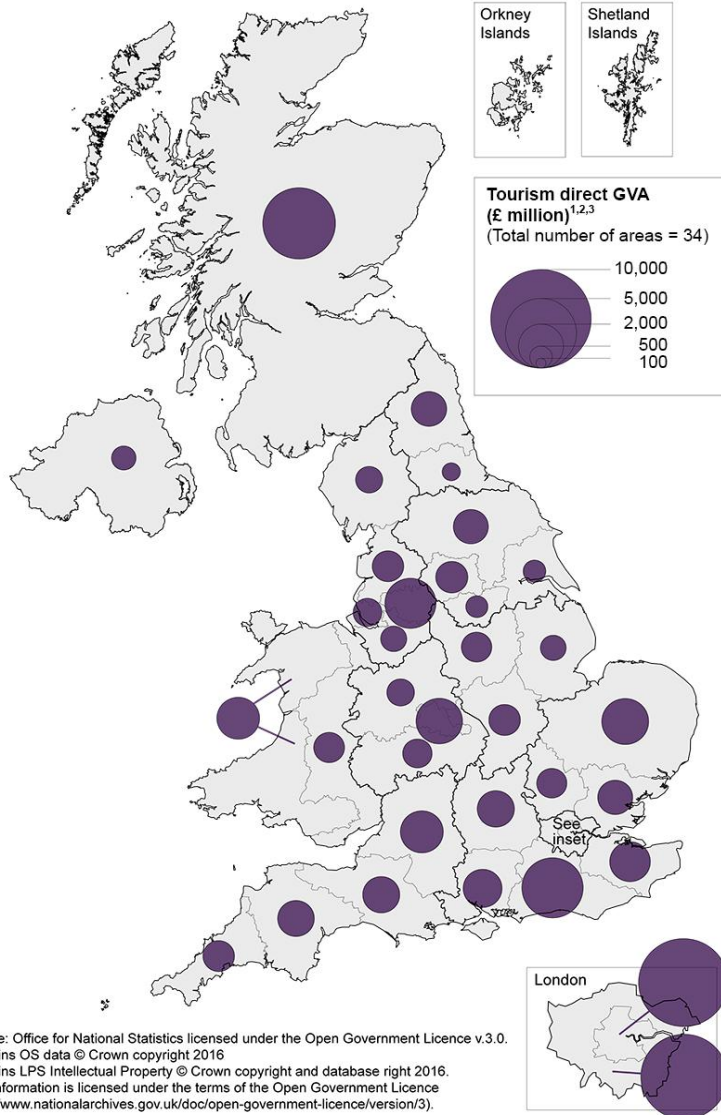 Orkney
Islands
Shetland
Islands
Tourism direct GVA
(£ million)1,2,3
(Total number of areas = 34)
10,000
5,000
2,000
500
100
See
inset
London
e: Office for National Statistics licensed under the Open Government Licence v.3.0.
ins OS data © Crown copyright 2016
ins LPS Intellectual Property © Crown copyright and database right 2016.
nformation is licensed under the terms of the Open Government Licence
www.nationalarchives.gov.uk/doc/open-government-licence/version/3).